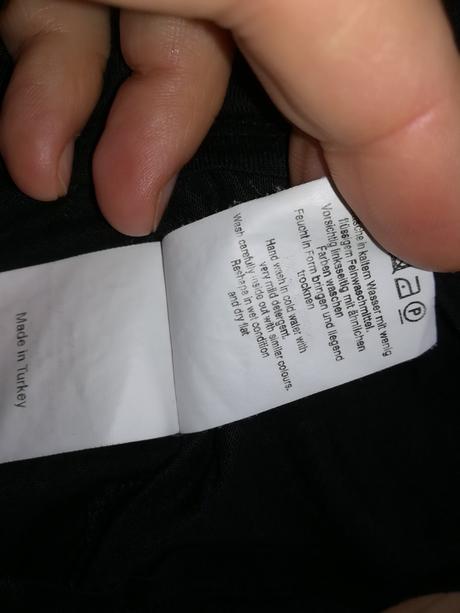 P
sche in kaltem Wasser mit wenig
flüssigem Feinwaschmittel.
Vorsichtig linksseitig mit ähnlichen
Farben waschen
Feucht in Form bringen und liegend
trocknen
Hand wash in cold water with
very mild detergent.
Wash carefully inside out with similar colours.
Reshape in wet condition
and dry flat
Made in Turkey